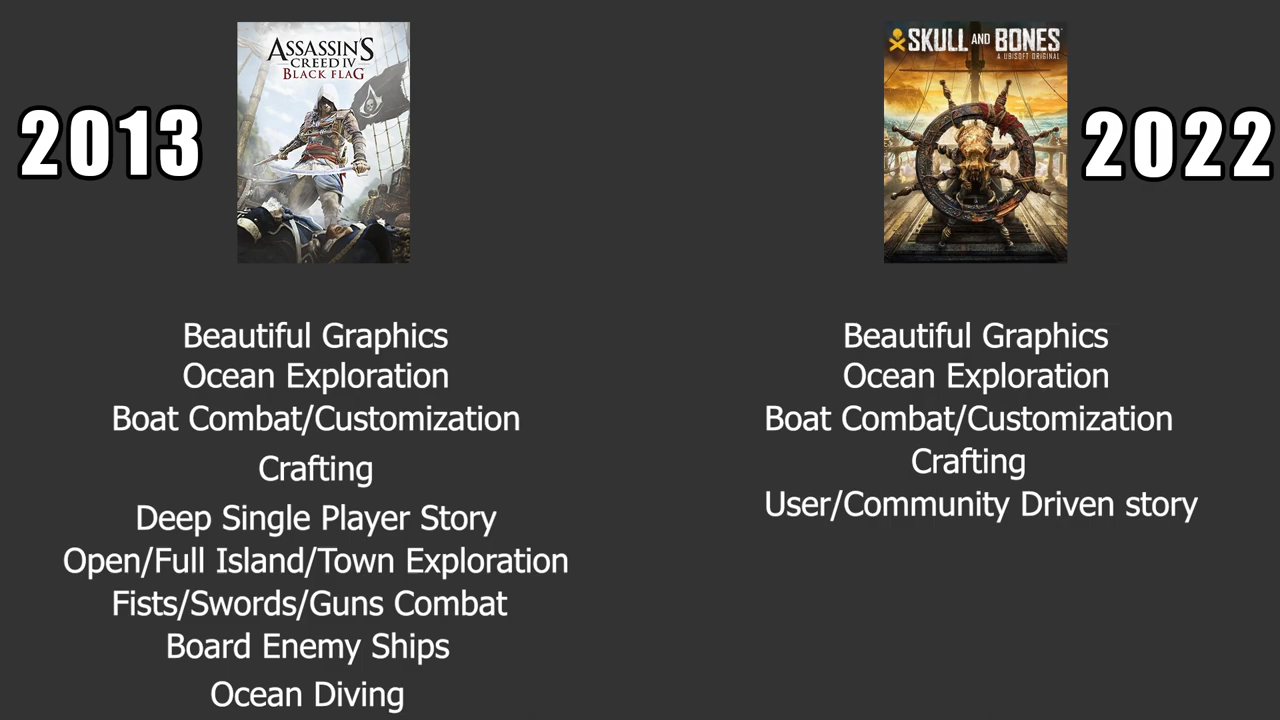 2013
ASSASSIN'S
CREED IV
BLACK FLAG
Beautiful Graphics
Ocean Exploration
Boat Combat/Customization
Crafting
Deep Single Player Story
Open/Full Island/Town Exploration
Fists/Swords/Guns Combat
Board Enemy Ships
Ocean Diving
SKULL AND BONES
A UBISOFT ORIGINAL
2022
Beautiful Graphics
Ocean Exploration
Boat Combat/Customization
Crafting
User/Community Driven story